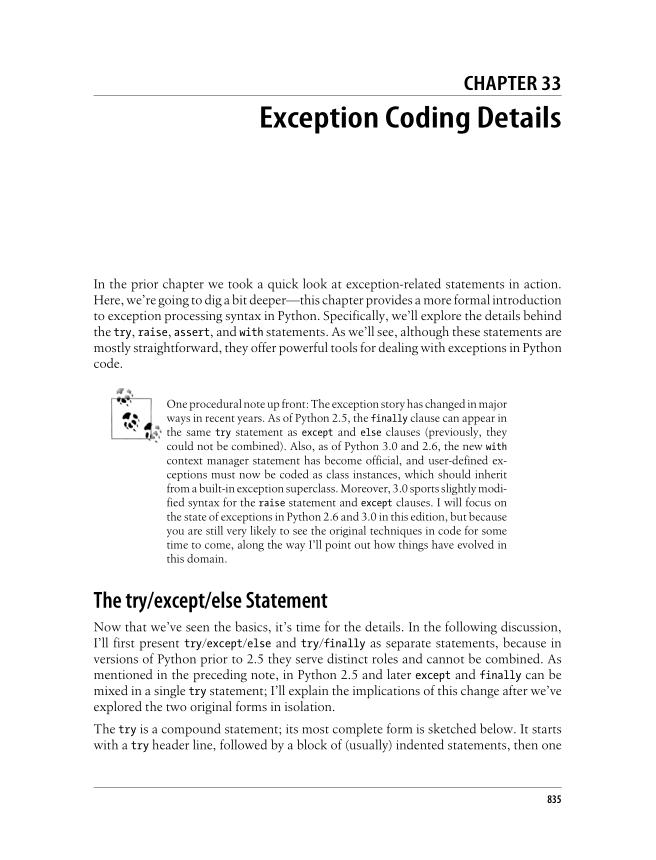 CHAPTER 33
Exception Coding Details
In the prior chapter we took a quick look at exception-related statements in action.
Here, we're going to dig a bit deeper—this chapter provides a more formal introduction
to exception processing syntax in Python. Specifically, we'll explore the details behind
the try, raise, assert, and with statements. As we'll see, although these statements are
mostly straightforward, they offer powerful tools for dealing with exceptions in Python
code.
One procedural note up front: The exception story has changed in major
ways in recent years. As of Python 2.5, the finally clause can appear in
the same try statement as except and else clauses (previously, they
could not be combined). Also, as of Python 3.0 and 2.6, the new with
context manager statement has become official, and user-defined ex-
ceptions must now be coded as class instances, which should inherit
from a built-in exception superclass. Moreover, 3.0 sports slightly modi-
fied syntax for the raise statement and except clauses. I will focus on
the state of exceptions in Python 2.6 and 3.0 in this edition, but because
you are still very likely to see the original techniques in code for some
time to come, along the way I'll point out how things have evolved in
this domain.
The try/except/else Statement
Now that we've seen the basics, it's time for the details. In the following discussion,
I'll first present try/except/else and try/finally as separate statements, because in
versions of Python prior to 2.5 they serve distinct roles and cannot be combined. As
mentioned in the preceding note, in Python 2.5 and later except and finally can be
mixed in a single try statement; I'll explain the implications of this change after we've
explored the two original forms in isolation.
The try is a compound statement; its most complete form is sketched below. It starts
with a try header line, followed by a block of (usually) indented statements, then one
835